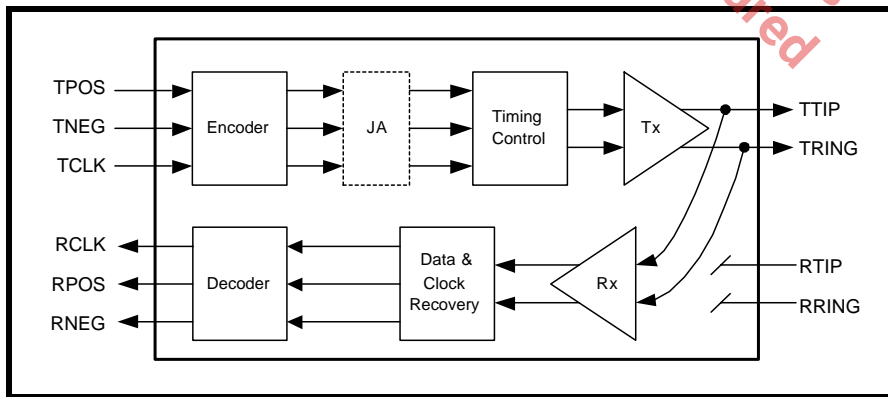 ured
TPOS
TNEG
TCLK
Encoder
JA
Timing
Control
Tx
TTIP
TRING
RCLK
RPOS
RNEG
Decoder
Data &
Clock
Recovery
Rx
RTIP
RRING